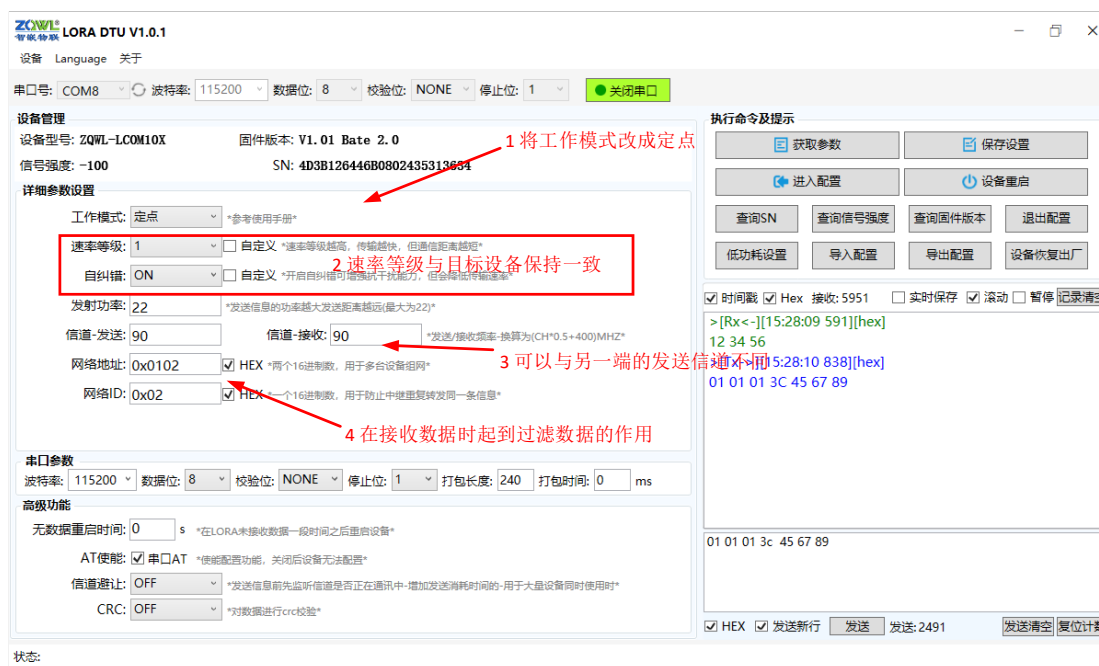 ZQWL 智嵌物联 LORA DTU V1.0.1
设备 Language 关于
串口号: COM8 波特率: 115200 数据位: 8 校验位: NONE 停止位: 1 关闭串口
设备管理
设备型号: ZQWL-LCOM10X 固件版本: V1.01 Bate 2.0
信号强度: -100 SN: 4D3B126446B0802435313634
1 将工作模式改成定点
详细参数设置
工作模式: 定点 *参考使用手册*
速率等级: 1 自定义 *速率等级越高，传输越快，但通信距离越短*
2 速率等级与目标设备保持一致
自纠错: ON 自定义 *开启自纠错可增强抗干扰能力，但会降低传输速率*
发射功率: 22 *发送信息的功率越大发送距离越远(最大为22)*
信道-发送: 90 信道-接收: 90 *发送/接收频率-换算为(CH*0.5+400)MHZ*
3 可以与另一端的发送信道不同
网络地址: 0x0102 HEX *两个16进制数，用于多台设备组网*
网络ID: 0x02 HEX *一个16进制数，用于防止中继重复转发同一条信息*
4 在接收数据时起到过滤数据的作用
串口参数
波特率: 115200 数据位: 8 校验位: NONE 停止位: 1 打包长度: 240 打包时间: 0 ms
高级功能
无数据重启时间: 0 s *在LORA未接收数据一段时间之后重启设备*
AT使能: 串口AT *使能配置功能，关闭后设备无法配置*
信道避让: OFF *发送信息前先监听信道是否正在通讯中-增加发送消耗时间的-用于大量设备同时使用时*
CRC: OFF *对数据进行crc校验*
执行命令及提示
获取参数 保存设置
进入配置 设备重启
查询SN 查询信号强度 查询固件版本 退出配置
低功耗设置 导入配置 导出配置 设备恢复出厂
时间戳 Hex 接收: 5951 实时保存 滚动 暂停 记录清空
>[Rx<-][15:28:09 591][hex]
12 34 56
>[Tx->][15:28:10 838][hex]
01 01 01 3C 45 67 89
01 01 01 3c 45 67 89
HEX 发送新行 发送 发送: 2491 发送清空 复位计数
状态: